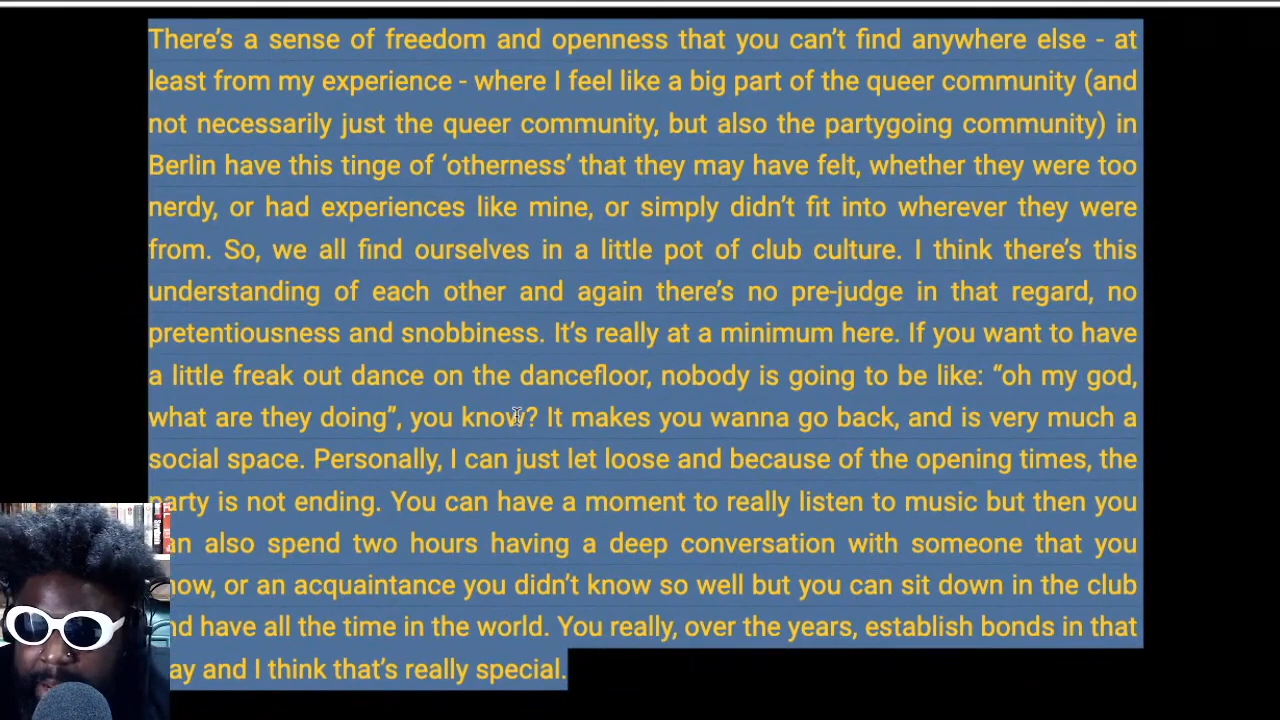 There's a sense of freedom and openness that you can't find anywhere else - at
least from my experience - where I feel like a big part of the queer community (and
not necessarily just the queer community, but also the partygoing community) in
Berlin have this tinge of ‘otherness’ that they may have felt, whether they were too
nerdy, or had experiences like mine, or simply didn't fit into wherever they were
from. So, we all find ourselves in a little pot of club culture. I think there's this
understanding of each other and again there's no pre-judge in that regard, no
pretentiousness and snobbiness. It's really at a minimum here. If you want to have
a little freak out dance on the dancefloor, nobody is going to be like: “oh my god,
what are they doing”, you know? It makes you wanna go back, and is very much a
social space. Personally, I can just let loose and because of the opening times, the
party is not ending. You can have a moment to really listen to music but then you
also spend two hours having a deep conversation with someone that you
or an acquaintance you didn't know so well but you can sit down in the club
have all the time in the world. You really, over the years, establish bonds in that
and I think that's really special.